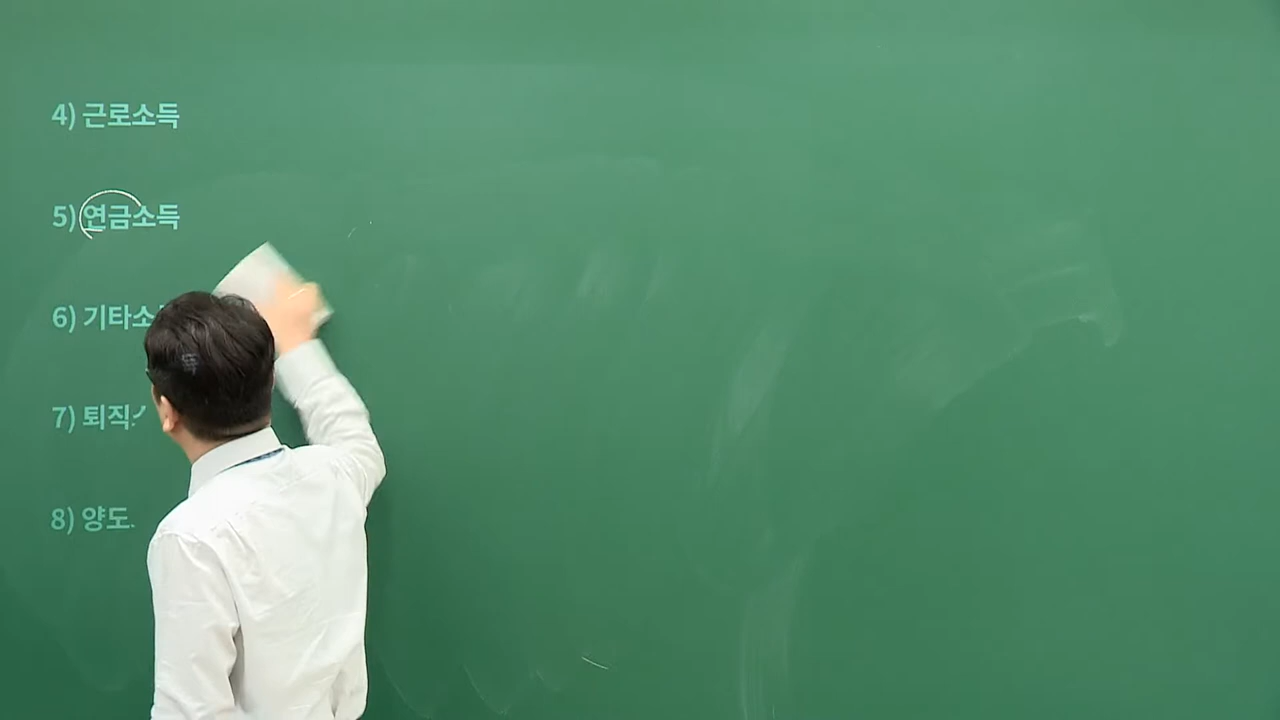 4) 근로소득
5) 연금소득
6) 기타
7) 퇴직
8) 양도